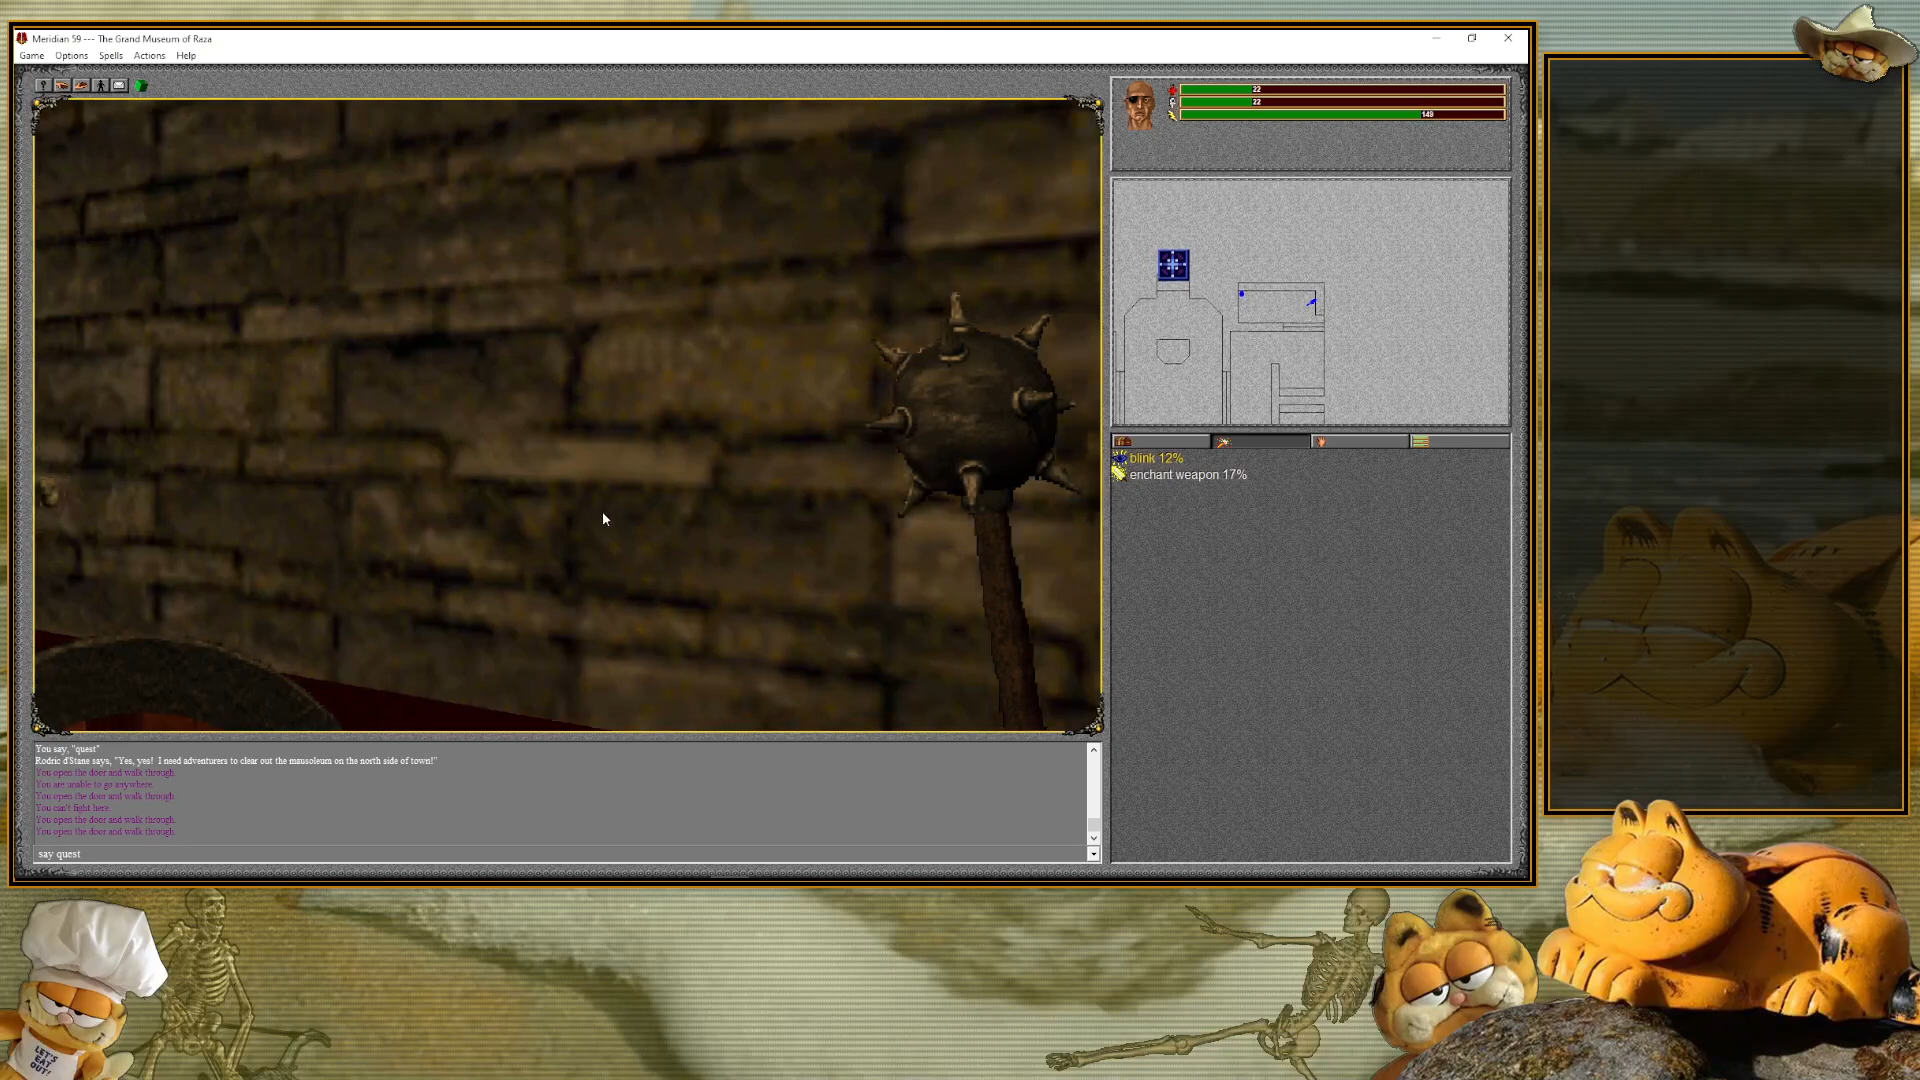 Meridian 59 --- The Grand Museum of Raza
Game Options Spells Actions Help
22
22
149
blink 12%
enchant weapon 17%
You say, "quest"
Rodric d'Stane says, "Yes, yes!  I need adventurers to clear out the mausoleum on the north side of town!"
You open the door and walk through.
You are unable to go anywhere.
You open the door and walk through.
You can't fight here.
You open the door and walk through.
You open the door and walk through.
say quest
LET'S
EAT
OUT!